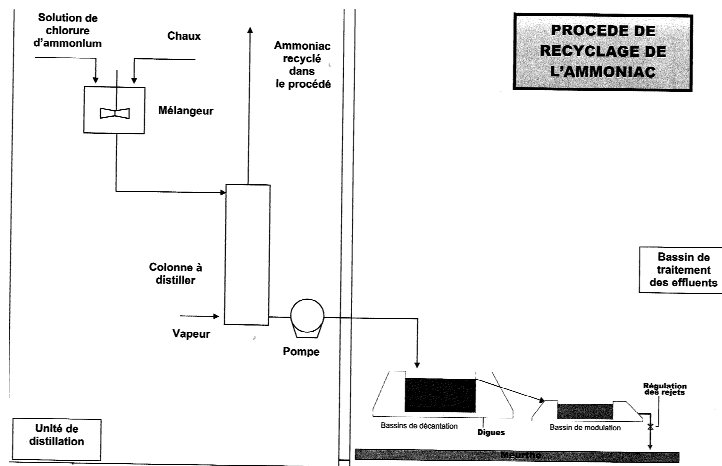 Solution de
chlorure
d'ammonium
Chaux
Ammoniac
recyclé
dans
le procédé
PROCEDE DE
RECYCLAGE DE
L'AMMONIAC
Mélangeur
Colonne à
distiller
Vapeur
Pompe
Bassin de
traitement
des effluents
Régulation
des rejets
Bassins de décantation
Digues
Bassin de modulation
Unité de
distillation
Meurthe